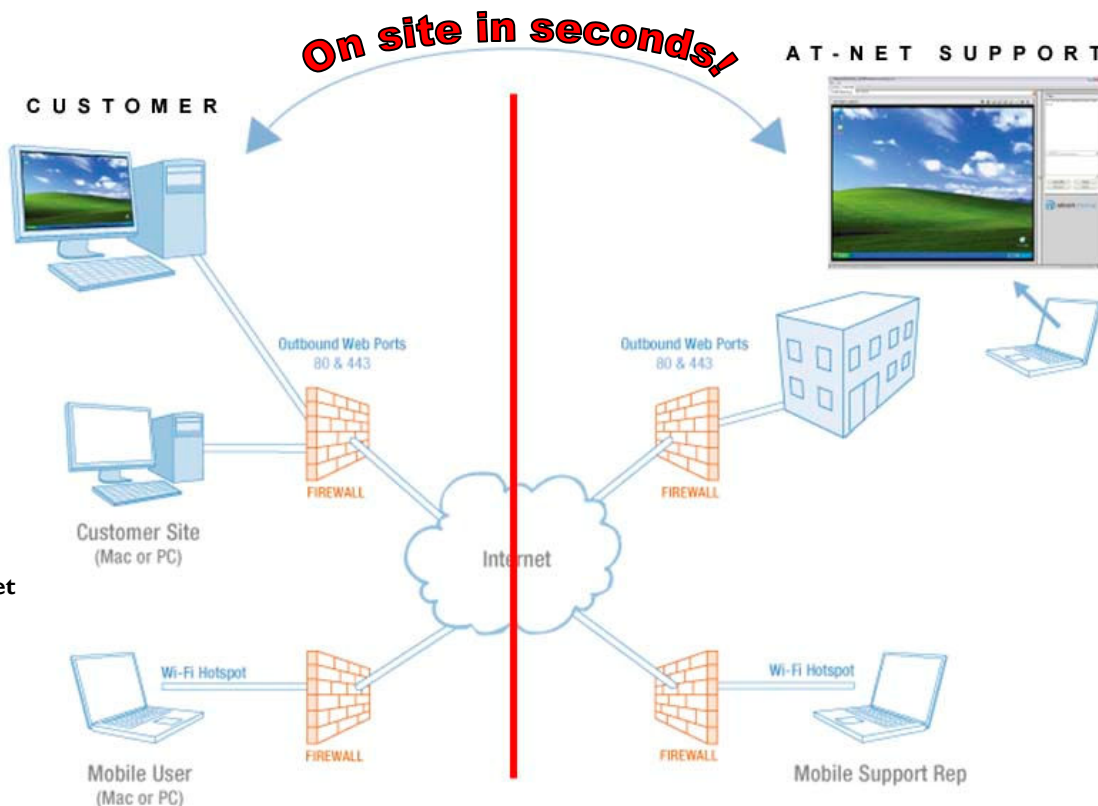 On site in seconds!
CUSTOMER
AT-NET SUPPORT
Outbound Web Ports
80 & 443
Outbound Web Ports
80 & 443
FIREWALL
FIREWALL
Customer Site
(Mac or PC)
Internet
et
Wi-Fi Hotspot
Wi-Fi Hotspot
FIREWALL
FIREWALL
Mobile User
(Mac or PC)
Mobile Support Rep